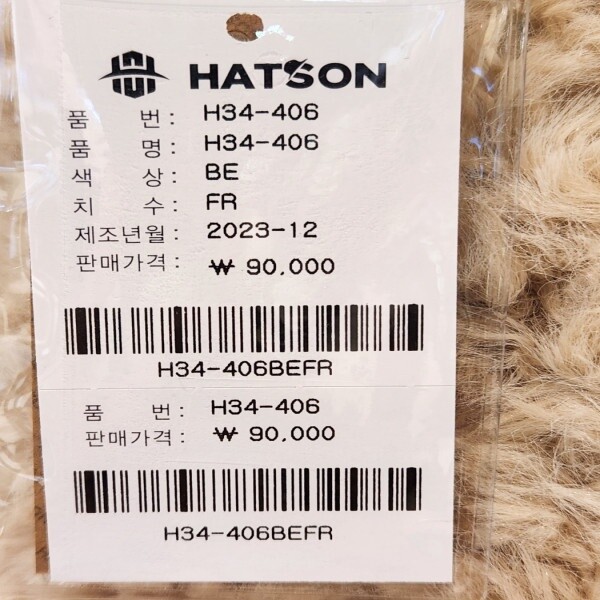 HATSON
품 번 : H34-406
품 명 : H34-406
색 상 : BE
치 수 : FR
제조년월 : 2023-12
판매가격 : ₩ 90,000
H34-406BEFR
품 번 : H34-406
판매가격 : ₩ 90,000
H34-406BEFR